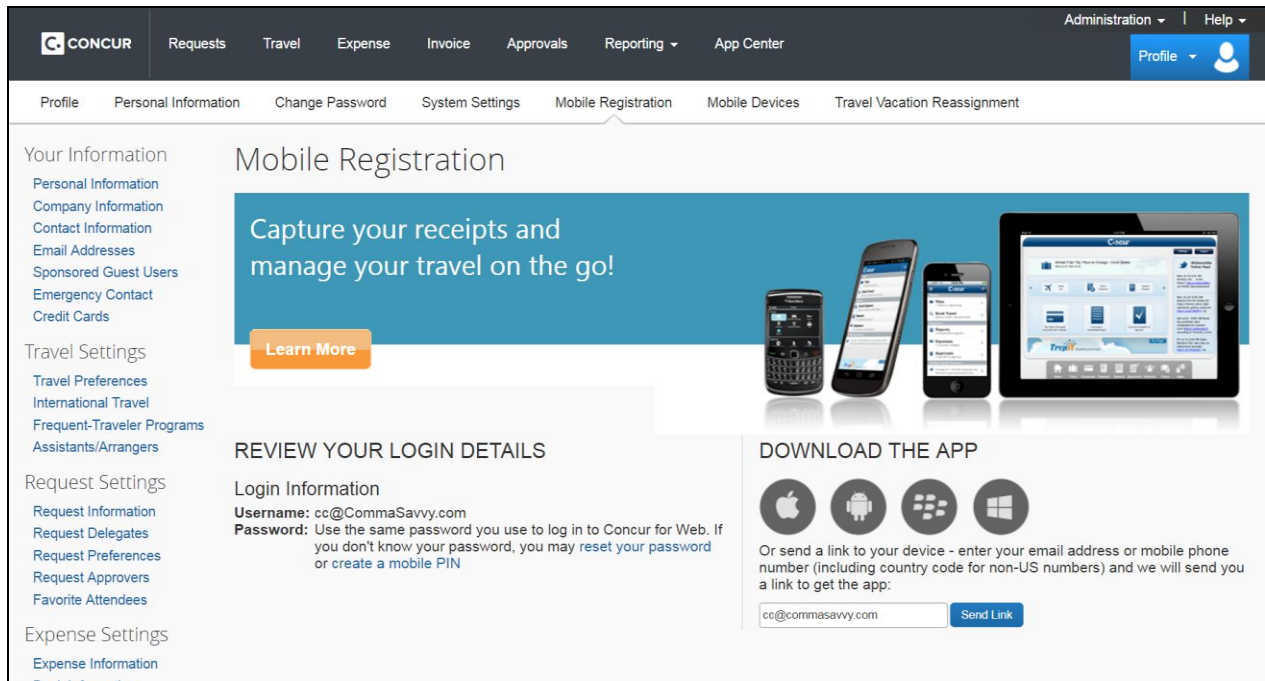 Administration | Help
C. CONCUR Requests Travel Expense Invoice Approvals Reporting App Center
Profile
Profile Personal Information Change Password System Settings Mobile Registration Mobile Devices Travel Vacation Reassignment
Your Information
Personal Information
Company Information
Contact Information
Email Addresses
Sponsored Guest Users
Emergency Contact
Credit Cards
Travel Settings
Travel Preferences
International Travel
Frequent-Traveler Programs
Assistants/Arrangers
Request Settings
Request Information
Request Delegates
Request Preferences
Request Approvers
Favorite Attendees
Expense Settings
Expense Information
Mobile Registration
Capture your receipts and
manage your travel on the go!
Learn More
Concur
TripIt
REVIEW YOUR LOGIN DETAILS
Login Information
Username: cc@CommaSavvy.com
Password: Use the same password you use to log in to Concur for Web. If
you don't know your password, you may reset your password
or create a mobile PIN
DOWNLOAD THE APP
Or send a link to your device - enter your email address or mobile phone
number (including country code for non-US numbers) and we will send you
a link to get the app:
cc@commasavvy.com Send Link